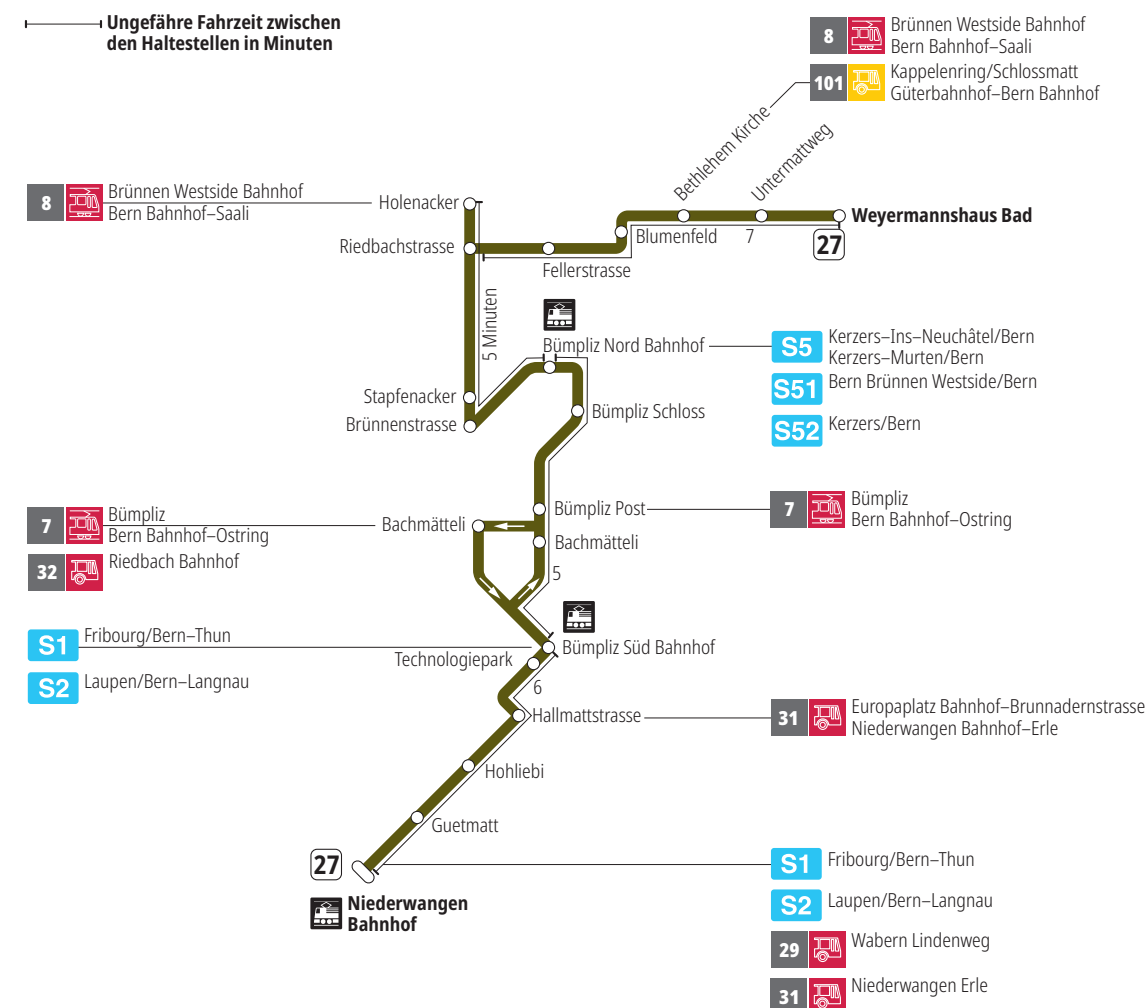 Ungefähre Fahrzeit zwischen
den Haltestellen in Minuten
8 Brünnen Westside Bahnhof
Bern Bahnhof–Saali
101 Kappelenring/Schlossmatt
Güterbahnhof–Bern Bahnhof
Bethlehem Kirche
Untermattweg
8 Brünnen Westside Bahnhof
Bern Bahnhof–Saali
Holenacker
Weyermannshaus Bad
27
Riedbachstrasse
Blumenfeld
7
Fellerstrasse
5 Minuten
Bümpliz Nord Bahnhof
S5 Kerzers–Ins–Neuchâtel/Bern
Kerzers–Murten/Bern
S51 Bern Brünnen Westside/Bern
S52 Kerzers/Bern
Stapfenacker
Brünnenstrasse
Bümpliz Schloss
7 Bümpliz
Bern Bahnhof–Ostring
32 Riedbach Bahnhof
Bachmätteli
Bümpliz Post
7 Bümpliz
Bern Bahnhof–Ostring
Bachmätteli
5
S1 Fribourg/Bern–Thun
S2 Laupen/Bern–Langnau
Bümpliz Süd Bahnhof
Technologiepark
6
Hallmattstrasse
31 Europaplatz Bahnhof–Brunnadernstrasse
Niederwangen Bahnhof–Erle
Hohliebi
Guetmatt
27
Niederwangen
Bahnhof
S1 Fribourg/Bern–Thun
S2 Laupen/Bern–Langnau
29 Wabern Lindenweg
31 Niederwangen Erle